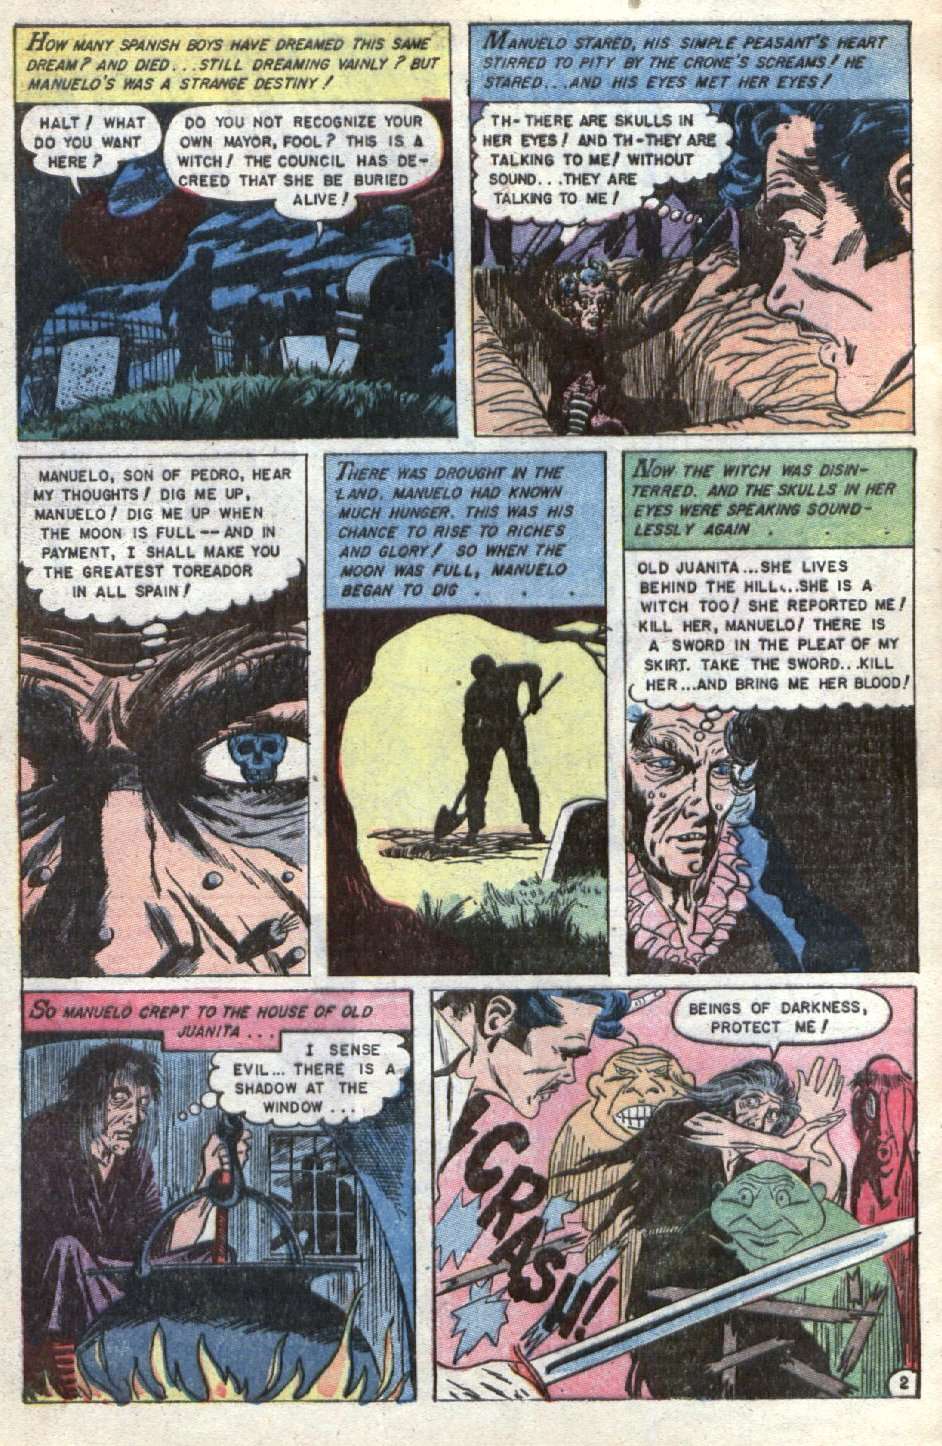 HOW MANY SPANISH BOYS HAVE DREAMED THIS SAME
DREAM? AND DIED...STILL DREAMING VAINLY? BUT
MANUELO'S WAS A STRANGE DESTINY!
HALT! WHAT
DO YOU WANT
HERE?
DO YOU NOT RECOGNIZE YOUR
OWN MAYOR, FOOL? THIS IS A
WITCH! THE COUNCIL HAS DE-
CREED THAT SHE BE BURIED
ALIVE!
MANUELO STARED, HIS SIMPLE PEASANT'S HEART
STIRRED TO PITY BY THE CRONE'S SCREAMS! HE
STARED...AND HIS EYES MET HER EYES!
TH-THERE ARE SKULLS IN
HER EYES! AND TH-THEY ARE
TALKING TO ME! WITHOUT
SOUND...THEY ARE
TALKING TO ME!
MANUELO, SON OF PEDRO, HEAR
MY THOUGHTS! DIG ME UP,
MANUELO! DIG ME UP WHEN
THE MOON IS FULL--AND IN
PAYMENT, I SHALL MAKE YOU
THE GREATEST TOREADOR
IN ALL SPAIN!
THERE WAS DROUGHT IN THE
LAND. MANUELO HAD KNOWN
MUCH HUNGER. THIS WAS HIS
CHANCE TO RISE TO RICHES
AND GLORY! SO WHEN THE
MOON WAS FULL, MANUELO
BEGAN TO DIG . . .
NOW THE WITCH WAS DISIN-
TERRED. AND THE SKULLS IN HER
EYES WERE SPEAKING SOUND-
LESSLY AGAIN . . .
OLD JUANITA...SHE LIVES
BEHIND THE HILL...SHE IS A
WITCH TOO! SHE REPORTED ME!
KILL HER, MANUELO! THERE IS
A SWORD IN THE PLEAT OF MY
SKIRT. TAKE THE SWORD...KILL
HER...AND BRING ME HER BLOOD!
SO MANUELO CREPT TO THE HOUSE OF OLD
JUANITA...
I SENSE
EVIL... THERE IS A
SHADOW AT THE
WINDOW...
BEINGS OF DARKNESS,
PROTECT ME!
CRASH!
2